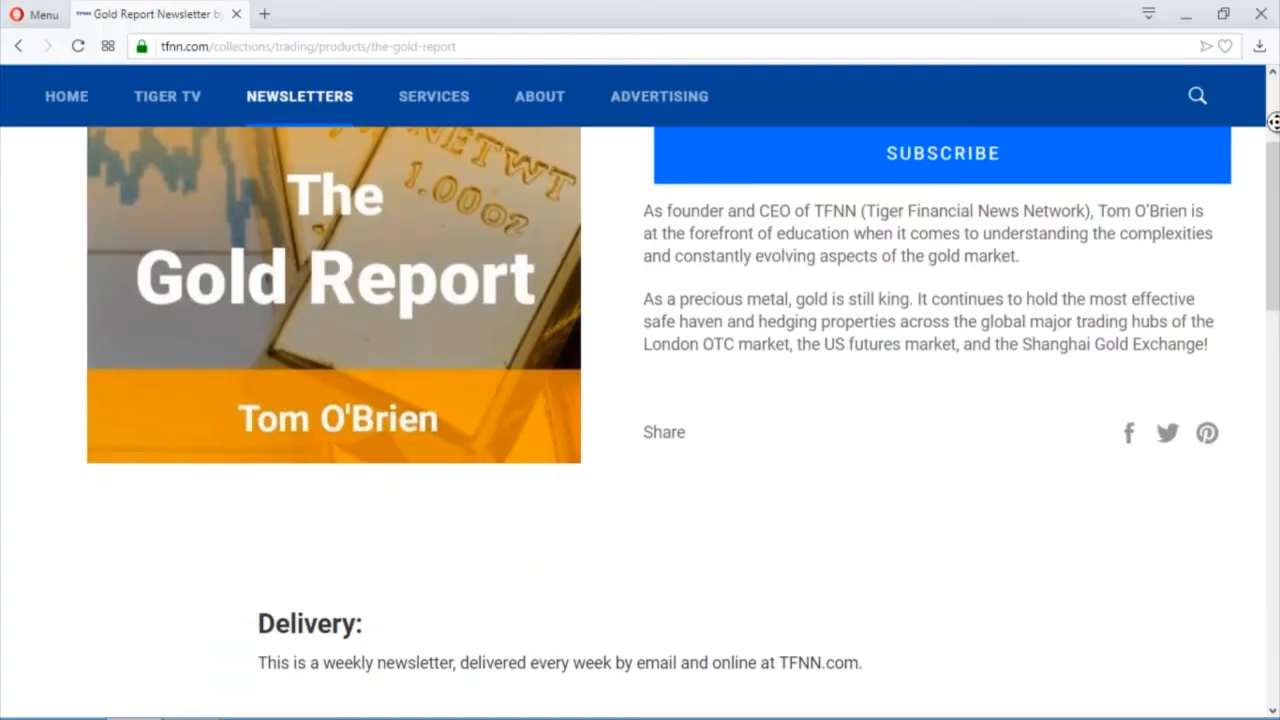 Menu
TFNN Gold Report Newsletter by
tfnn.com/collections/trading/products/the-gold-report
HOME
TIGER TV
NEWSLETTERS
SERVICES
ABOUT
ADVERTISING
NETWT
1.00oz
The
Gold Report
Tom O'Brien
SUBSCRIBE
As founder and CEO of TFNN (Tiger Financial News Network), Tom O'Brien is
at the forefront of education when it comes to understanding the complexities
and constantly evolving aspects of the gold market.
As a precious metal, gold is still king. It continues to hold the most effective
safe haven and hedging properties across the global major trading hubs of the
London OTC market, the US futures market, and the Shanghai Gold Exchange!
Share
Delivery:
This is a weekly newsletter, delivered every week by email and online at TFNN.com.